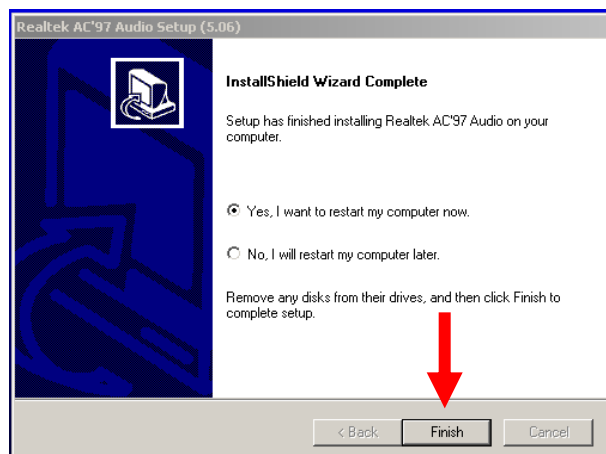 Realtek AC'97 Audio Setup (5.06)
InstallShield Wizard Complete
Setup has finished installing Realtek AC'97 Audio on your
computer.
Yes, I want to restart my computer now.
No, I will restart my computer later.
Remove any disks from their drives, and then click Finish to
complete setup.
< Back
Finish
Cancel